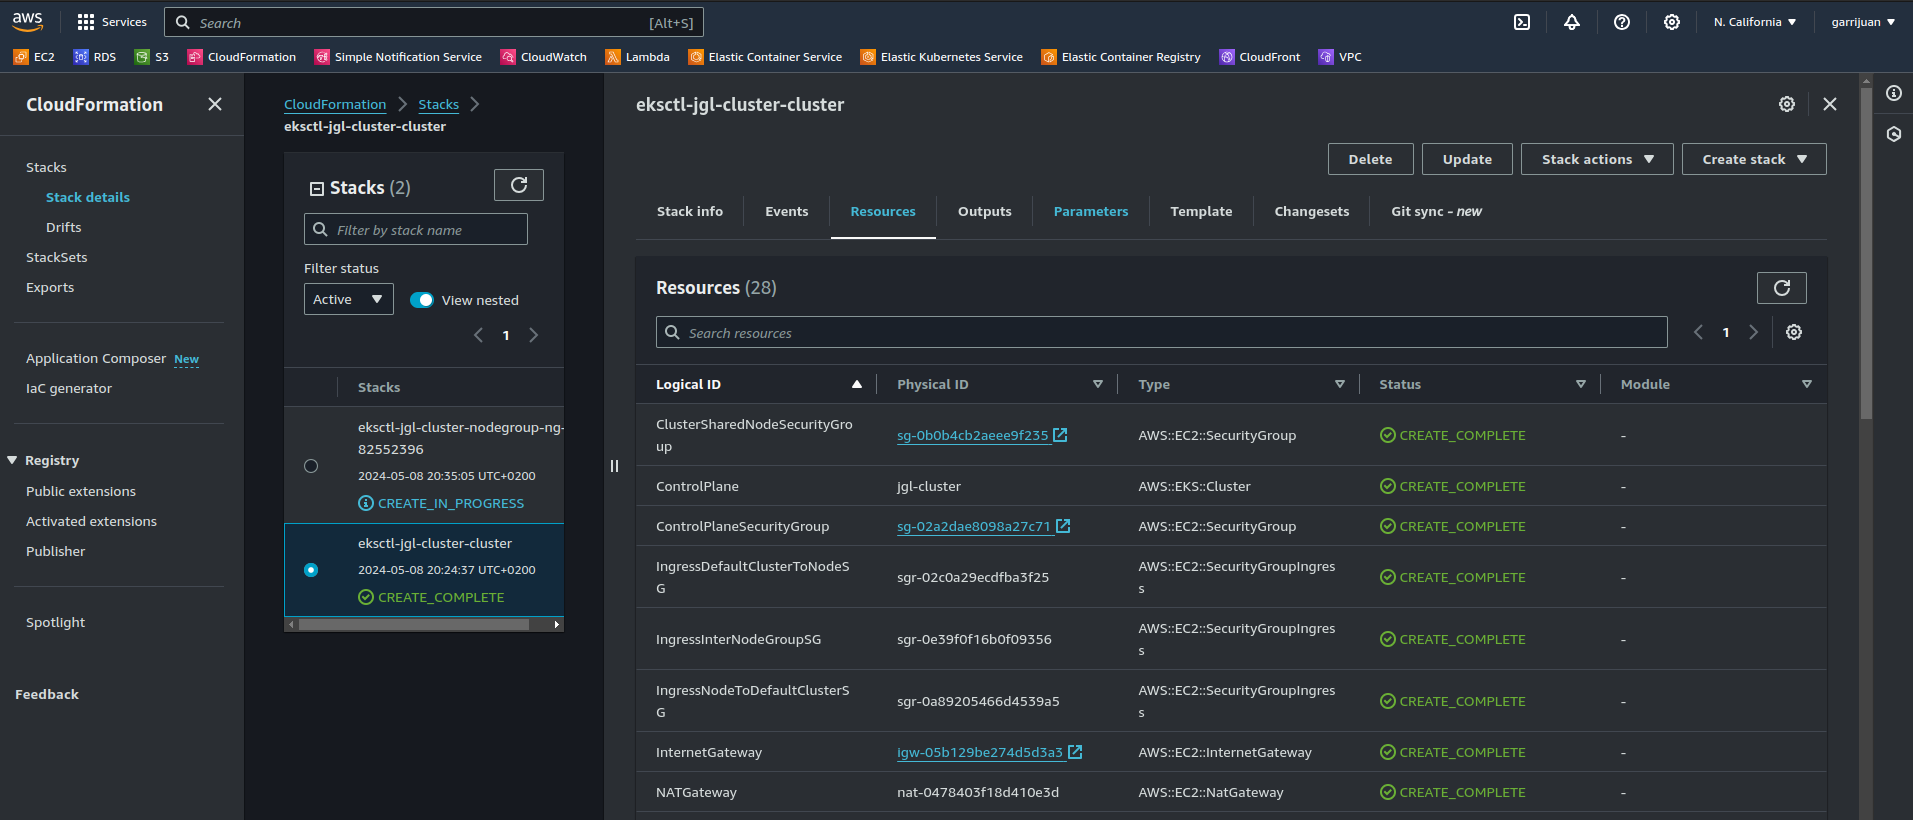 aws
Services
Search
[Alt+S]
N. California
garrijuan
EC2
RDS
S3
CloudFormation
Simple Notification Service
CloudWatch
Lambda
Elastic Container Service
Elastic Kubernetes Service
Elastic Container Registry
CloudFront
VPC
CloudFormation
Stacks
Stack details
Drifts
StackSets
Exports
Application Composer New
IaC generator
Registry
Public extensions
Activated extensions
Publisher
Spotlight
Feedback
CloudFormation
Stacks
eksctl-jgl-cluster-cluster
Stacks (2)
Filter by stack name
Filter status
Active
View nested
1
Stacks
eksctl-jgl-cluster-nodegroup-ng-
82552396
2024-05-08 20:35:05 UTC+0200
CREATE_IN_PROGRESS
eksctl-jgl-cluster-cluster
2024-05-08 20:24:37 UTC+0200
CREATE_COMPLETE
eksctl-jgl-cluster-cluster
Delete
Update
Stack actions
Create stack
Stack info
Events
Resources
Outputs
Parameters
Template
Changesets
Git sync - new
Resources (28)
Search resources
1
Logical ID
Physical ID
Type
Status
Module
ClusterSharedNodeSecurityGro
up
sg-0b0b4cb2aeee9f235
AWS::EC2::SecurityGroup
CREATE_COMPLETE
-
ControlPlane
jgl-cluster
AWS::EKS::Cluster
CREATE_COMPLETE
-
ControlPlaneSecurityGroup
sg-02a2dae8098a27c71
AWS::EC2::SecurityGroup
CREATE_COMPLETE
-
IngressDefaultClusterToNodeS
G
sgr-02c0a29ecdfba3f25
AWS::EC2::SecurityGroupIngres
s
CREATE_COMPLETE
-
IngressInterNodeGroupSG
sgr-0e39f0f16b0f09356
AWS::EC2::SecurityGroupIngres
s
CREATE_COMPLETE
-
IngressNodeToDefaultClusterS
G
sgr-0a89205466d4539a5
AWS::EC2::SecurityGroupIngres
s
CREATE_COMPLETE
-
InternetGateway
igw-05b129be274d5d3a3
AWS::EC2::InternetGateway
CREATE_COMPLETE
-
NATGateway
nat-0478403f18d410e3d
AWS::EC2::NatGateway
CREATE_COMPLETE
-